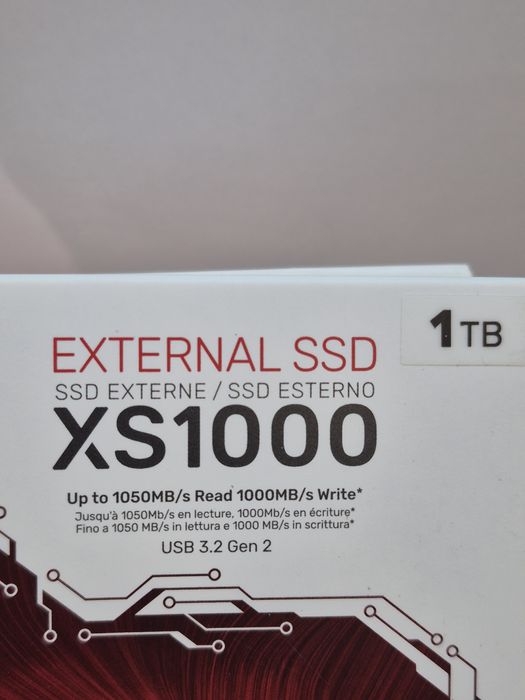 EXTERNAL SSD
1TB
SSD EXTERNE / SSD ESTERNO
XS1000
Up to 1050MB/s Read 1000MB/s Write*
Jusqu'à 1050Mb/s en lecture, 1000Mb/s en écriture*
Fino a 1050 MB/s in lettura e 1000 MB/s in scrittura*
USB 3.2 Gen 2